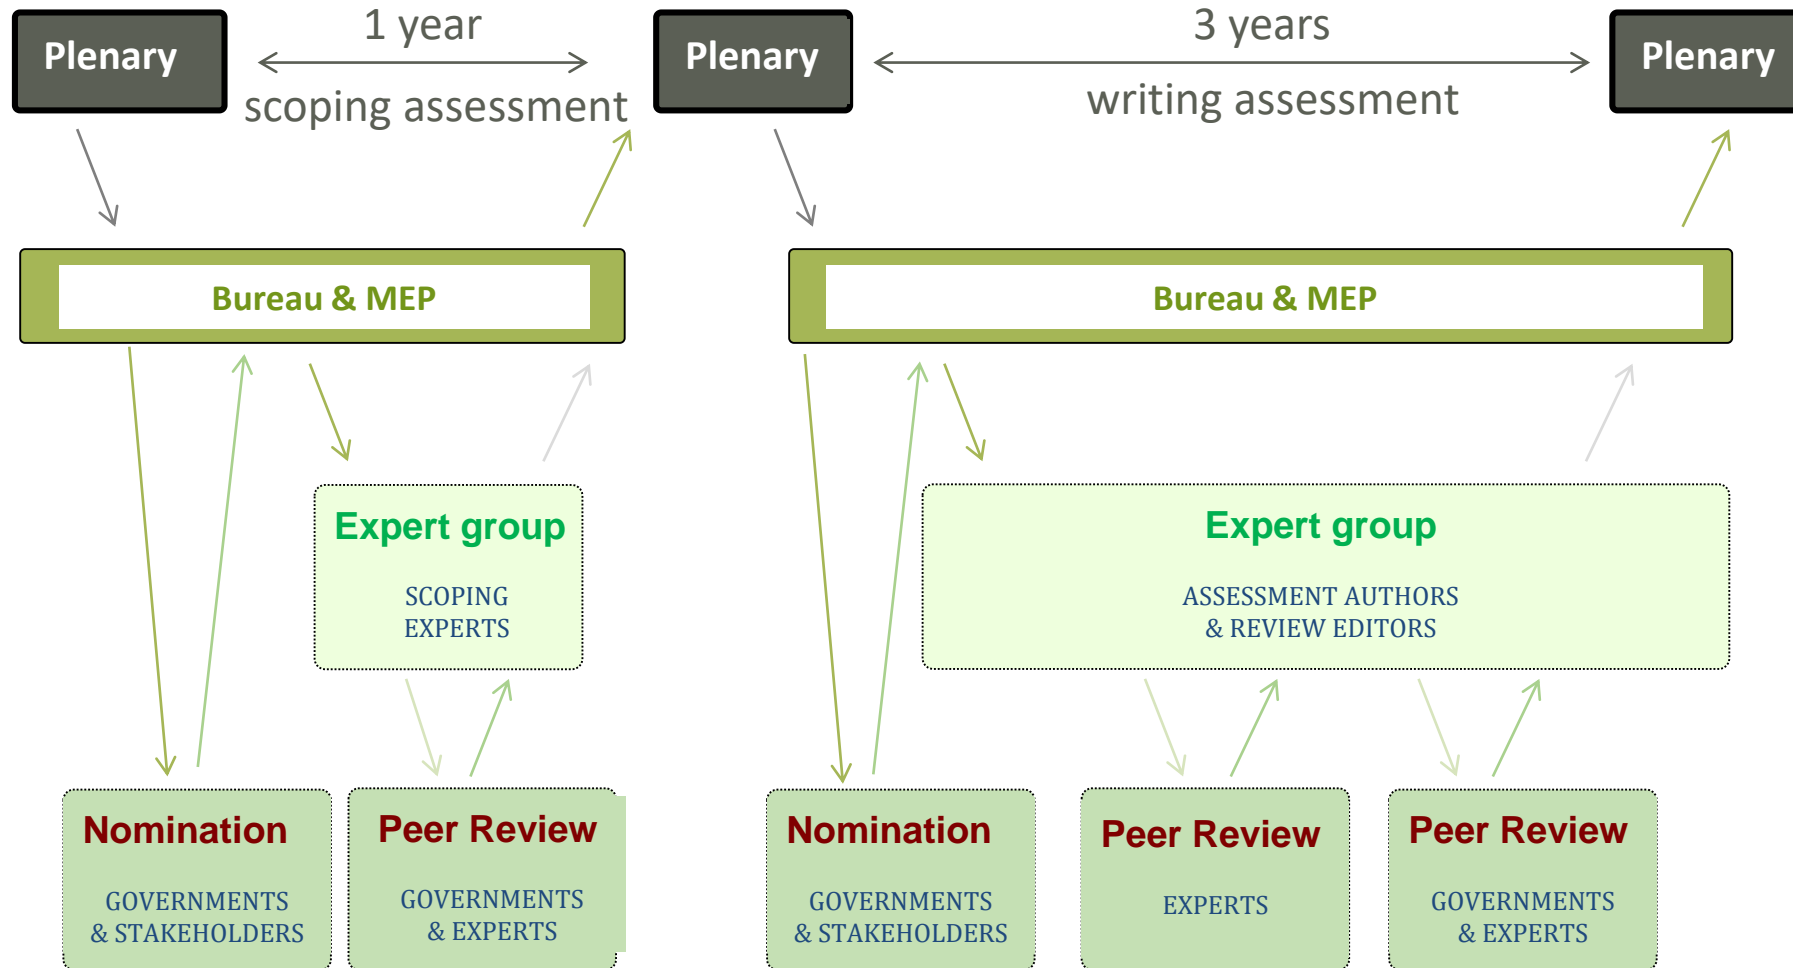 Plenary
1 year
scoping assessment
Plenary
3 years
writing assessment
Plenary
Bureau & MEP
Bureau & MEP
Expert group
SCOPING
EXPERTS
Expert group
ASSESSMENT AUTHORS
& REVIEW EDITORS
Nomination
GOVERNMENTS
& STAKEHOLDERS
Peer Review
GOVERNMENTS
& EXPERTS
Nomination
GOVERNMENTS
& STAKEHOLDERS
Peer Review
EXPERTS
Peer Review
GOVERNMENTS
& EXPERTS